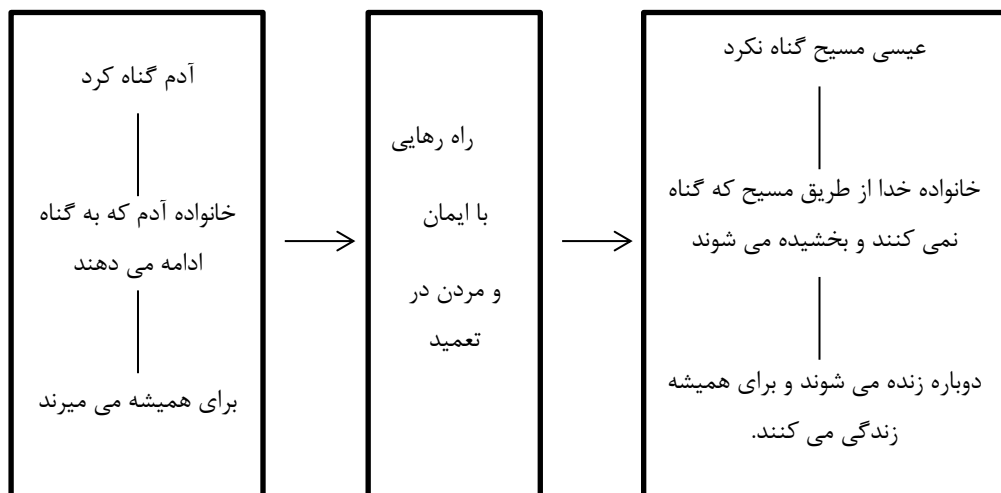 آدم گناه کرد
خانواده آدم که به گناه
ادامه می دهند
برای همیشه می میرند
راه رهایی
با ایمان
و مردن در
تعمید
عیسی مسیح گناه نکرد
خانواده خدا از طریق مسیح که گناه
نمی کنند و بخشیده می شوند
دوباره زنده می شوند و برای همیشه
زندگی می کنند.